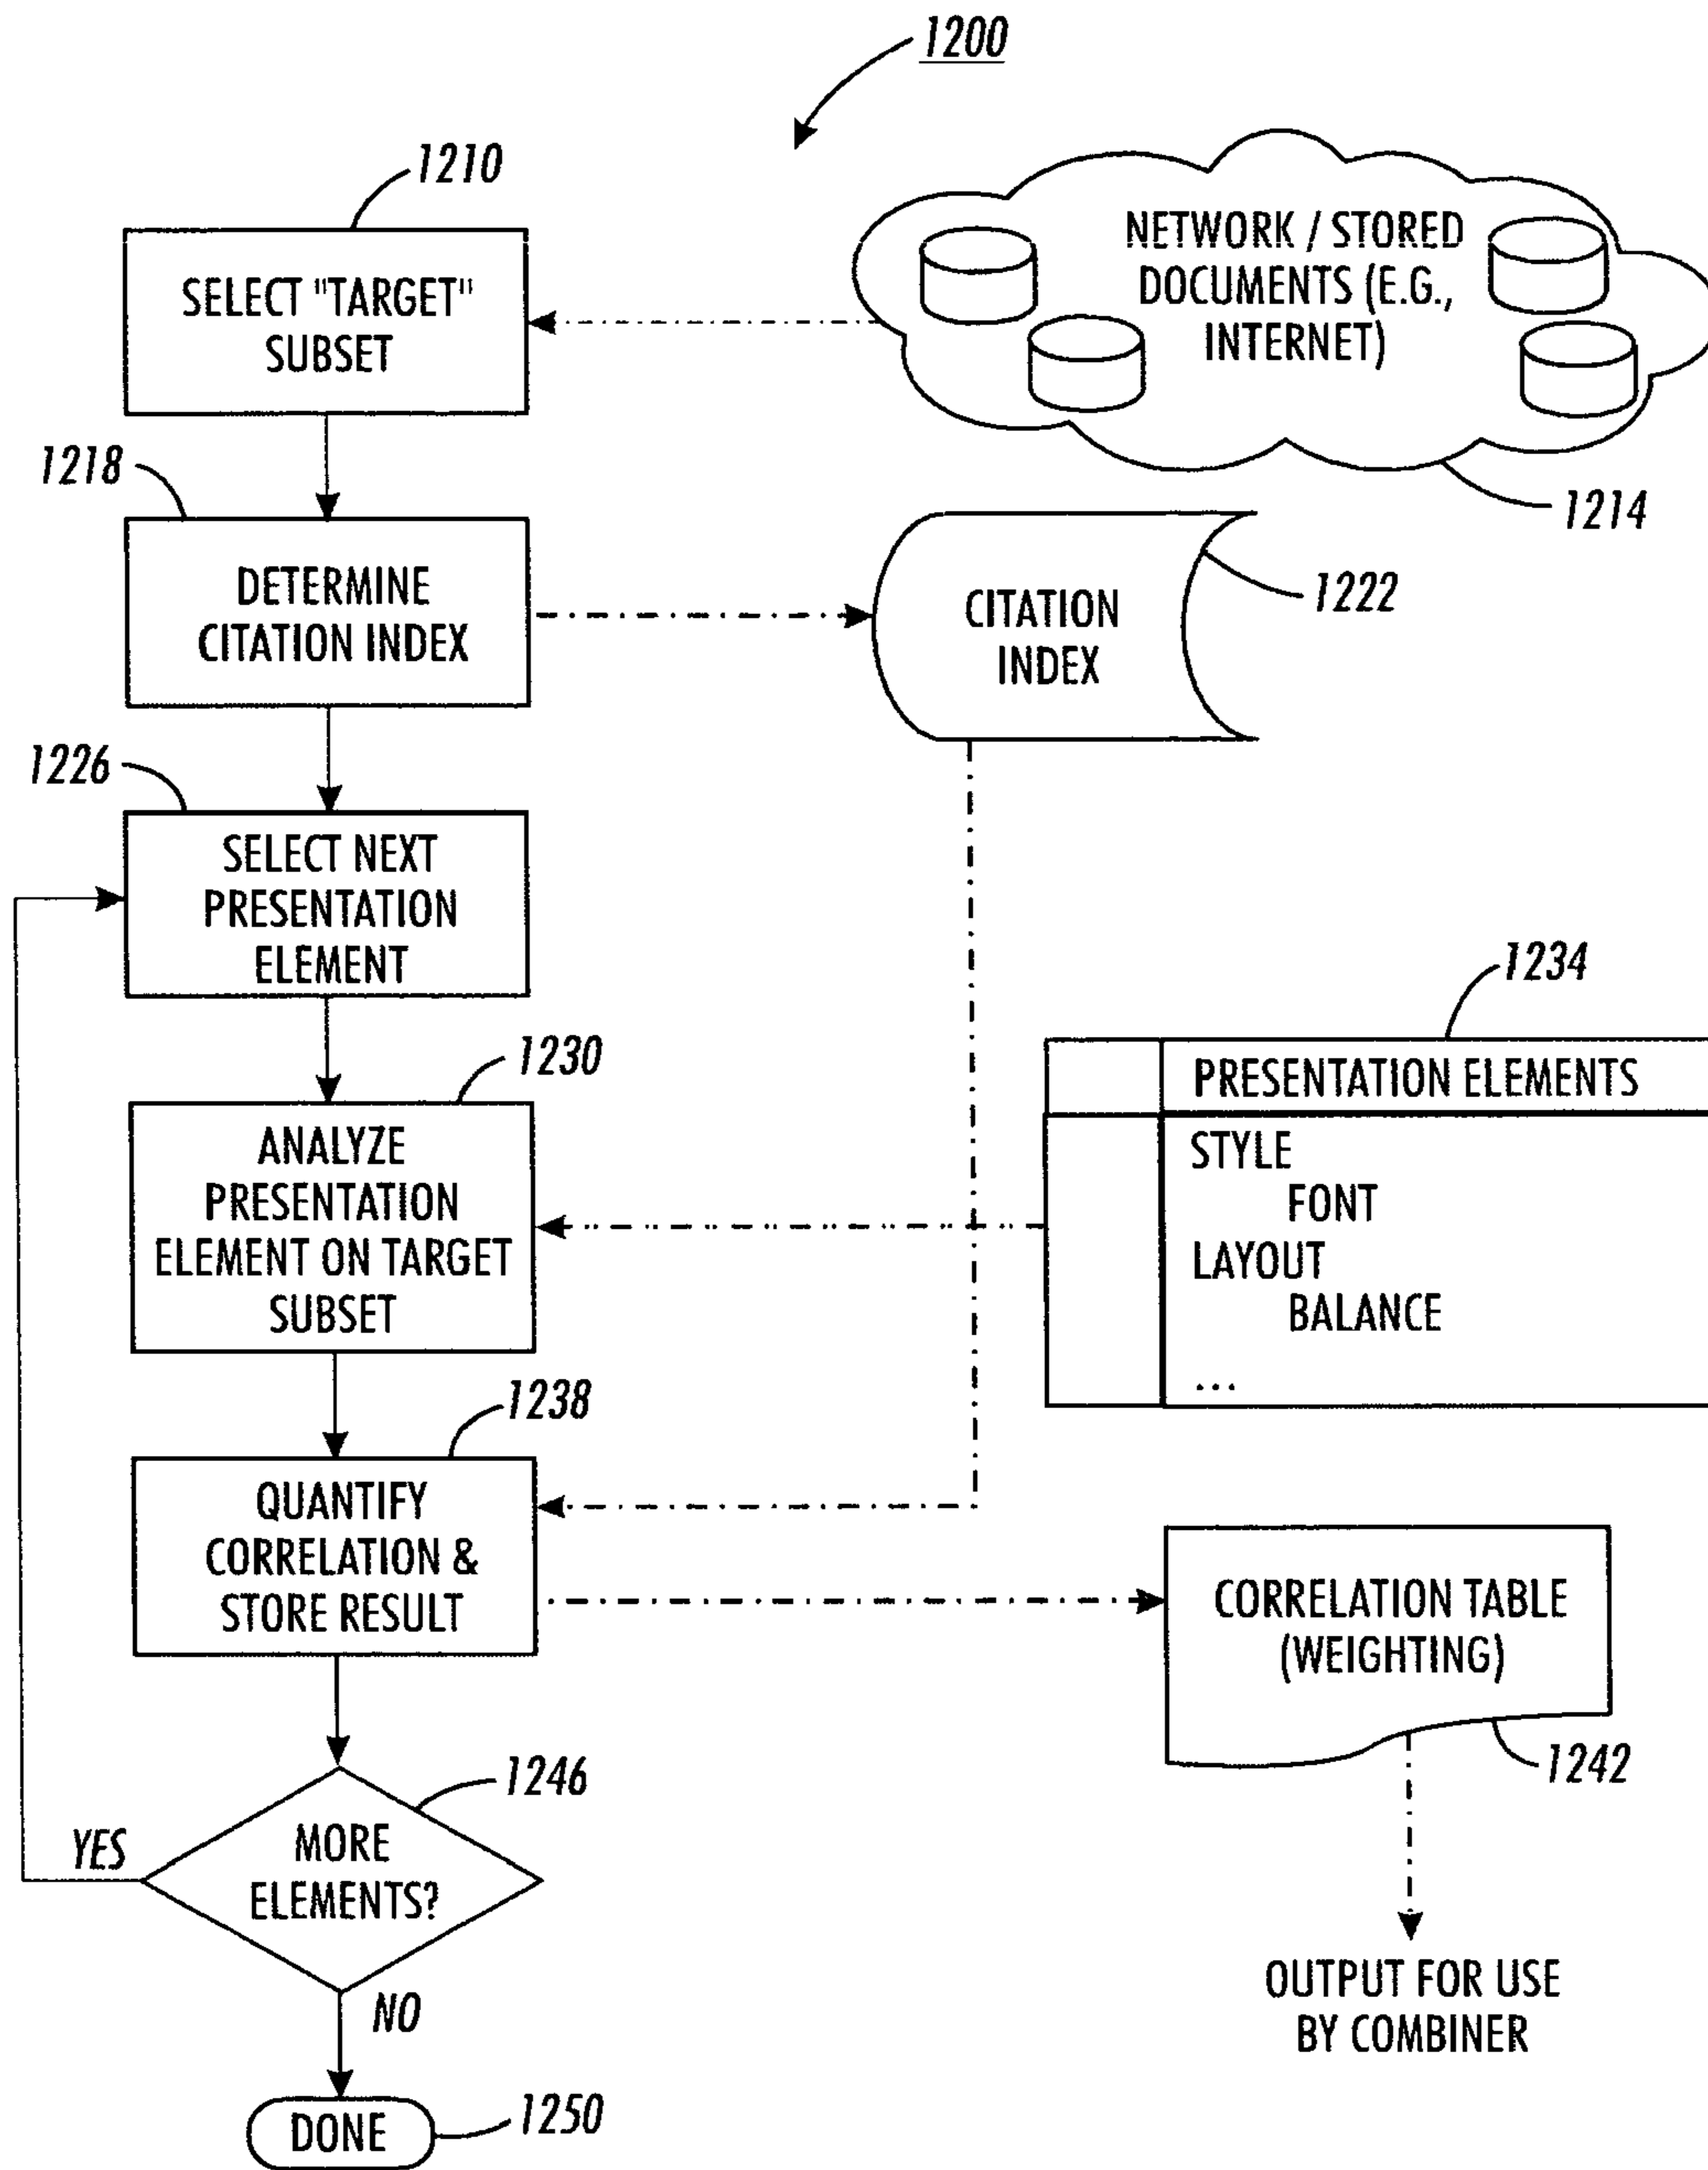 1200
1210
SELECT "TARGET"
SUBSET
NETWORK / STORED
DOCUMENTS (E.G.,
INTERNET)
1214
1218
DETERMINE
CITATION INDEX
CITATION
INDEX
1222
1226
SELECT NEXT
PRESENTATION
ELEMENT
1230
ANALYZE
PRESENTATION
ELEMENT ON TARGET
SUBSET
1234
PRESENTATION ELEMENTS
STYLE
FONT
LAYOUT
BALANCE
...
1238
QUANTIFY
CORRELATION &
STORE RESULT
CORRELATION TABLE
(WEIGHTING)
1242
1246
MORE
ELEMENTS?
YES
NO
OUTPUT FOR USE
BY COMBINER
DONE
1250